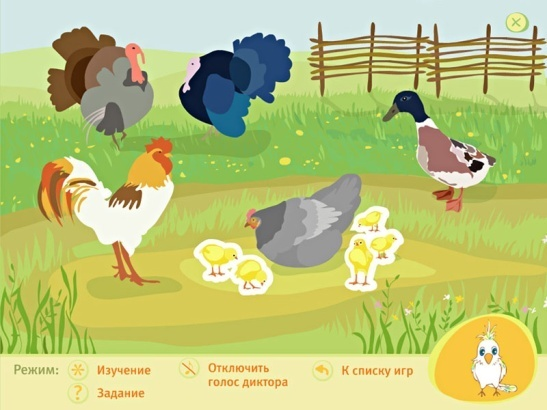 Режим:
Изучение
Задание
Отключить
голос диктора
К списку игр